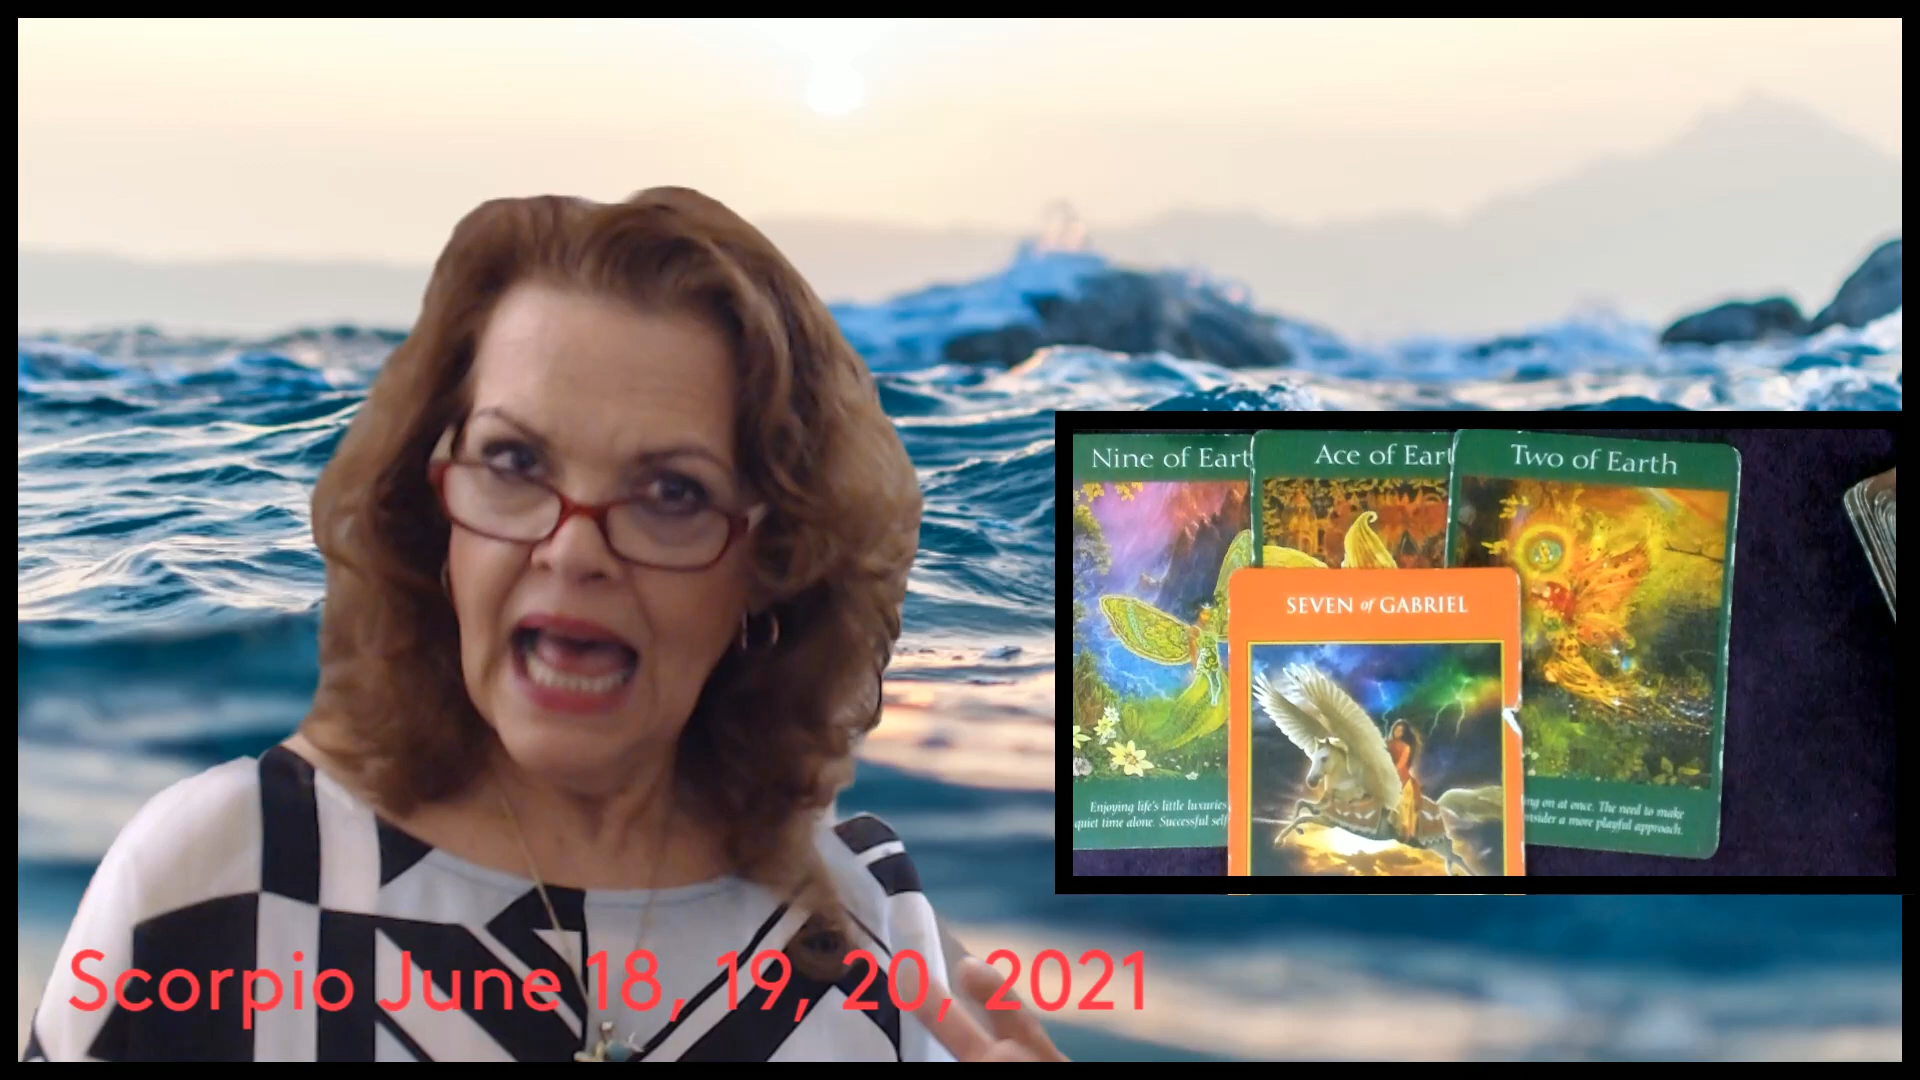 Nine of Eart
Ace of Eart
Two of Earth
SEVEN of GABRIEL
Enjoying life's little luxuries
quiet time alone. Successful self
ng on at once. The need to make
nsider a more playful approach.
Scorpio June 18, 19, 20, 2021